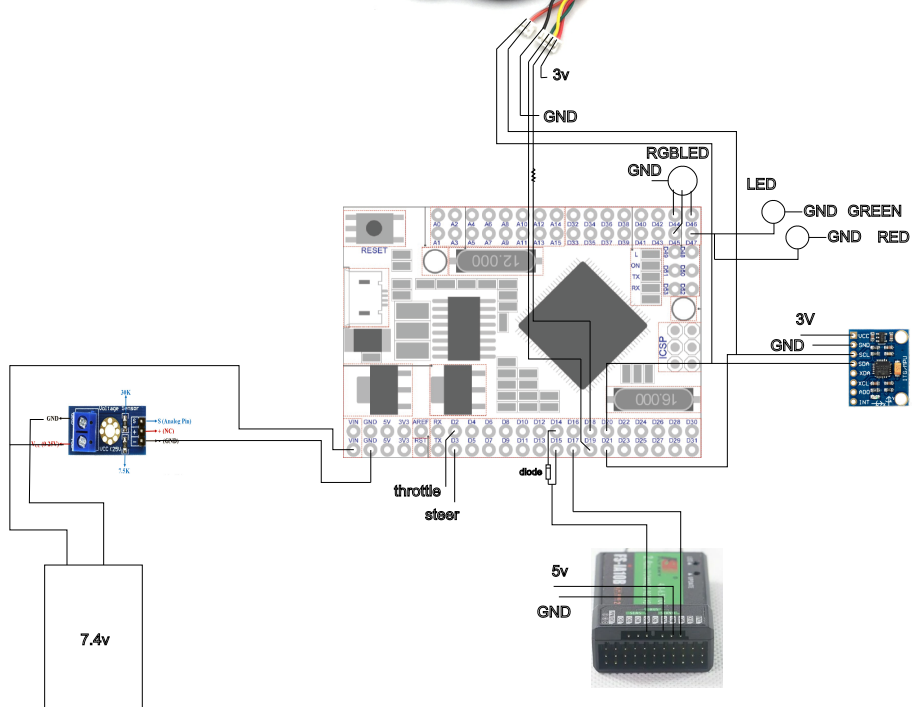 3v
GND
RGBLED
GND
LED
GND GREEN
GND RED
A0 A2 A4 A6 A8 A10 A12 A14 D32 D34 D36 D38 D40 D42 D44 D46
A1 A3 A5 A7 A9 A11 A13 A15 D33 D35 D37 D39 D41 D43 D45 D47
RESET
12.000
L
ON
TX
RX
ICSP
16.000
3V
GND
VCC
GND
SCL
SDA
XDA
XCL
ADO
INT
30K
Voltage Sensor
GND
S (Analog Pin)
+ (NC)
- (GND)
VCC<25V
7.5K
VIN GND 5V 3V3 AREF RX D2 D4 D6 D8 D10 D12 D14 D16 D18 D20 D22 D24 D26 D28 D30
VIN GND 5V 3V3 RST D3 D5 D7 D9 D11 D13 D15 D17 D19 D21 D23 D25 D27 D29 D31
throttle
steer
diode
5v
GND
FS-IA10B
7.4v